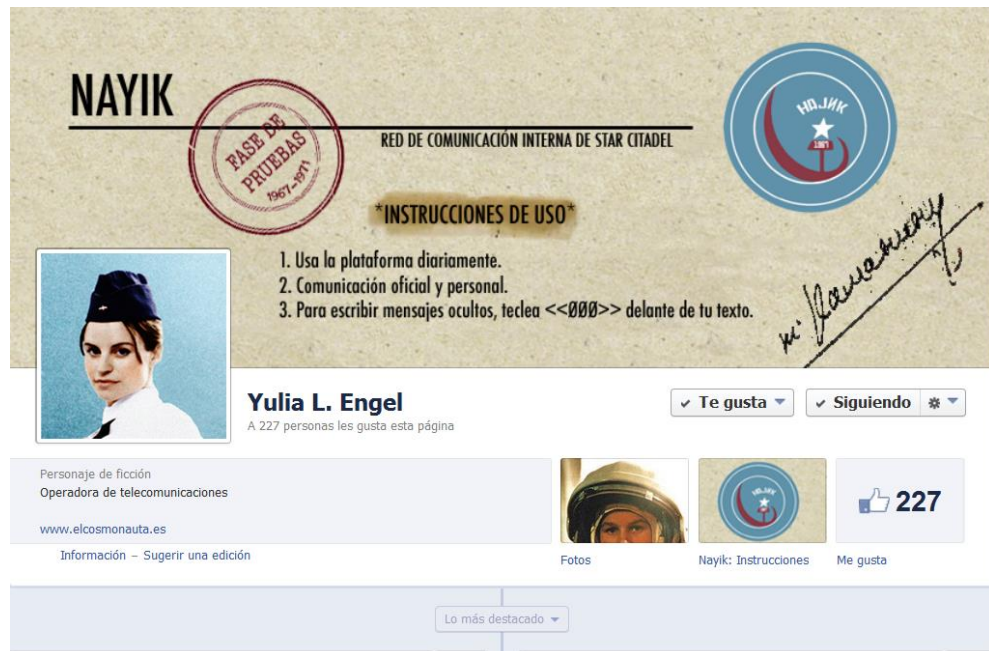 NAYIK
FASE DE
PRUEBAS
1967-1971
RED DE COMUNICACIÓN INTERNA DE STAR CITADEL
*INSTRUCCIONES DE USO*
1. Usa la plataforma diariamente.
2. Comunicación oficial y personal.
3. Para escribir mensajes ocultos, teclea <<ØØØ>> delante de tu texto.
Yulia L. Engel
A 227 personas les gusta esta página
Te gusta
Siguiendo
Personaje de ficción
Operadora de telecomunicaciones
www.elcosmonauta.es
Información – Sugerir una edición
227
Fotos
Nayik: Instrucciones
Me gusta
Lo más destacado